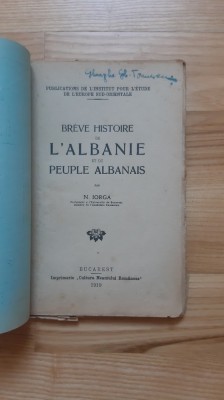 PUBLICATIONS DE L'INSTITUT POUR L'ÉTUDE
DE L'EUROPE SUD-ORIENTALE
BRÈVE HISTOIRE
DE
L'ALBANIE
ET DU
PEUPLE ALBANAIS
PAR
N. IORGA
BUCAREST
Imprimerie „Cultura Neamului Românesc"
1919